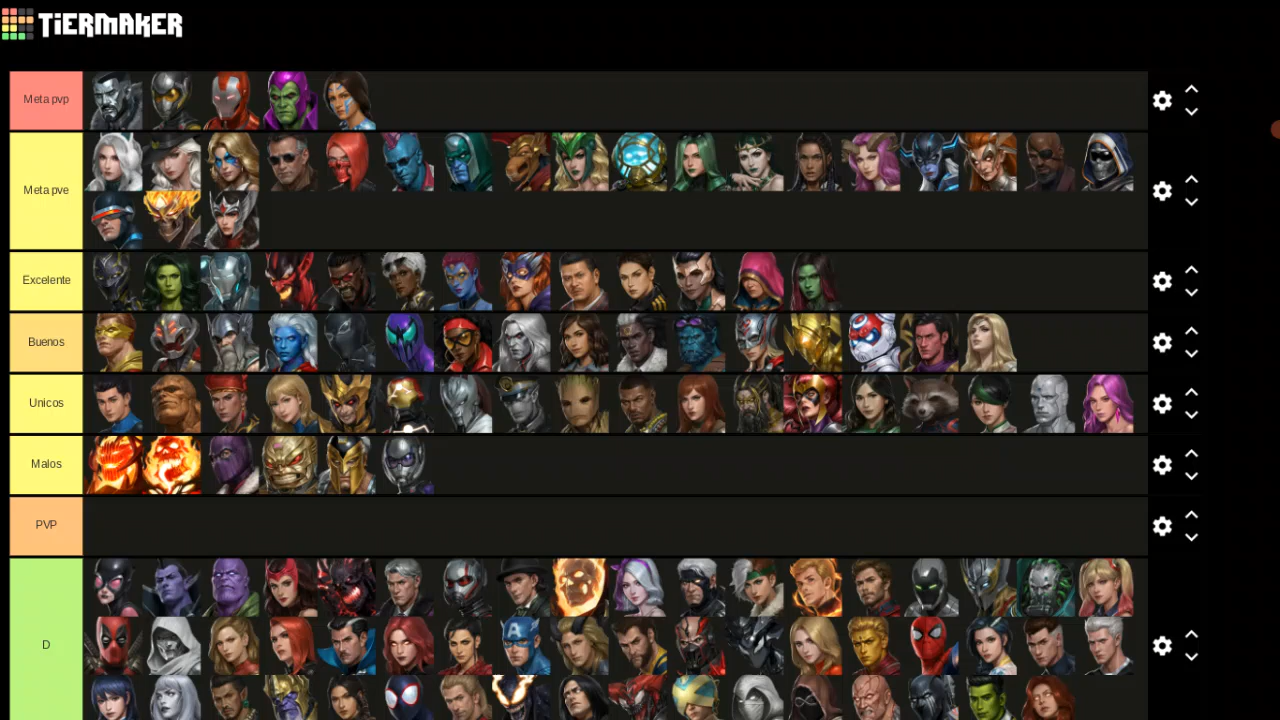 TiERMAKER
Meta pvp
Meta pve
Excelente
Buenos
Unicos
Malos
PVP
D